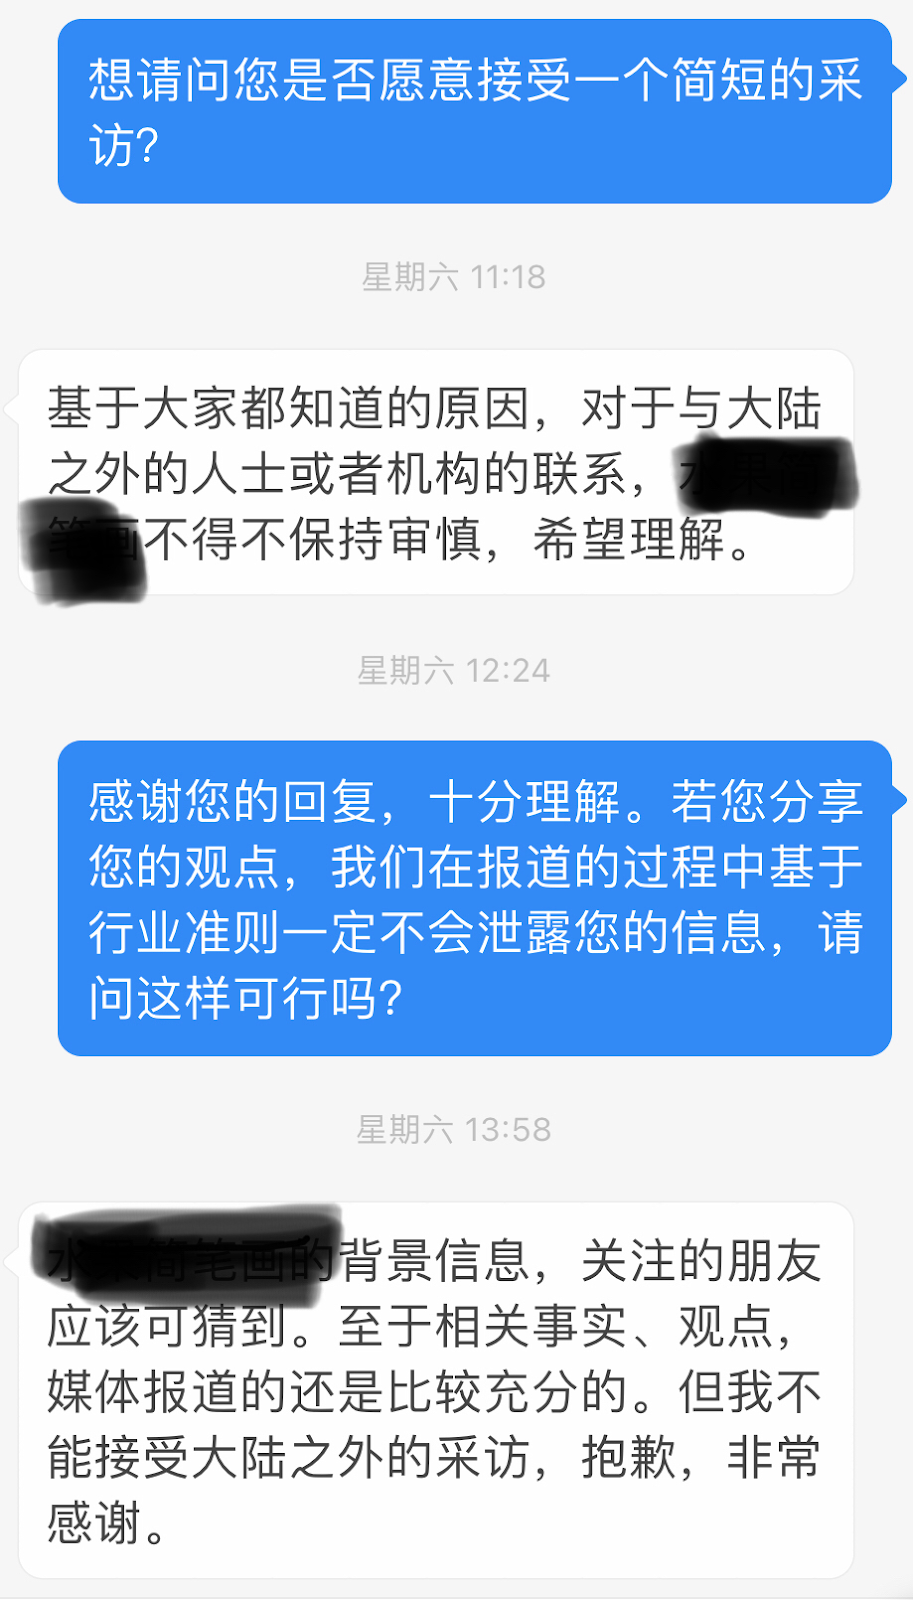 想请问您是否愿意接受一个简短的采
访?
星期六 11:18
基于大家都知道的原因，对于与大陆
之外的人士或者机构的联系，
不得不保持审慎，希望理解。
星期六 12:24
感谢您的回复，十分理解。若您分享
您的观点，我们在报道的过程中基于
行业准则一定不会泄露您的信息，请
问这样可行吗?
星期六 13:58
的背景信息，关注的朋友
应该可猜到。至于相关事实、观点，
媒体报道的还是比较充分的。但我不
能接受大陆之外的采访，抱歉，非常
感谢。